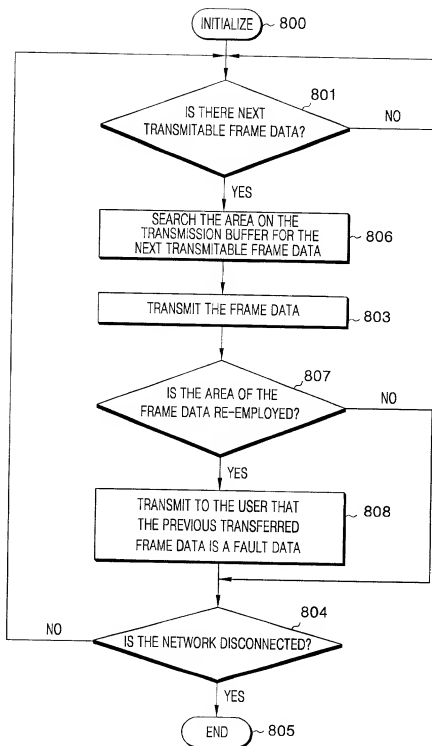 INITIALIZE
800
801
IS THERE NEXT
TRANSMITABLE FRAME DATA?
NO
YES
SEARCH THE AREA ON THE
TRANSMISSION BUFFER FOR THE
NEXT TRANSMITABLE FRAME DATA
806
TRANSMIT THE FRAME DATA
803
807
IS THE AREA OF THE
FRAME DATA RE-EMPLOYED?
NO
YES
TRANSMIT TO THE USER THAT
THE PREVIOUS TRANSFERRED
FRAME DATA IS A FAULT DATA
808
804
NO
IS THE NETWORK DISCONNECTED?
YES
END
805